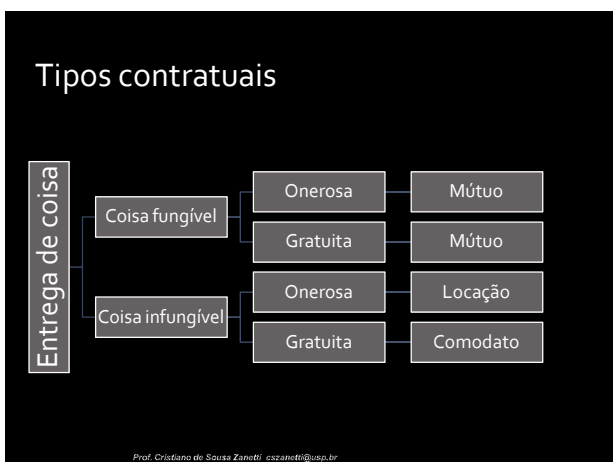 Tipos contratuais
Entrega de coisa
Coisa fungível
Onerosa
Mútuo
Gratuita
Mútuo
Coisa infungível
Onerosa
Locação
Gratuita
Comodato
Prof. Cristiano de Sousa Zanetti cszanetti@usp.br